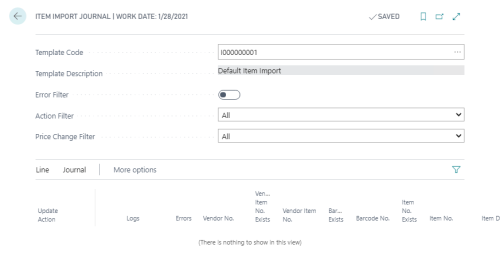 ITEM IMPORT JOURNAL | WORK DATE: 1/28/2021
SAVED
Template Code
I000000001
...
Template Description
Default Item Import
Error Filter
Action Filter
All
Price Change Filter
All
Line Journal More options
Update Action
Logs
Errors
Vendor No.
Ven... Item No. Exists
Vendor Item No.
Bar... Exists
Barcode No.
Item No. Exists
Item No.
Item D
(There is nothing to show in this view)